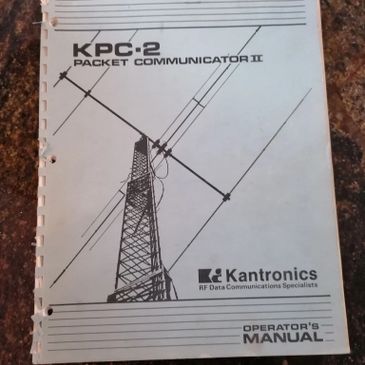 KPC-2
PACKET COMMUNICATOR II
Kantronics
RF Data Communications Specialists
OPERATOR'S
MANUAL